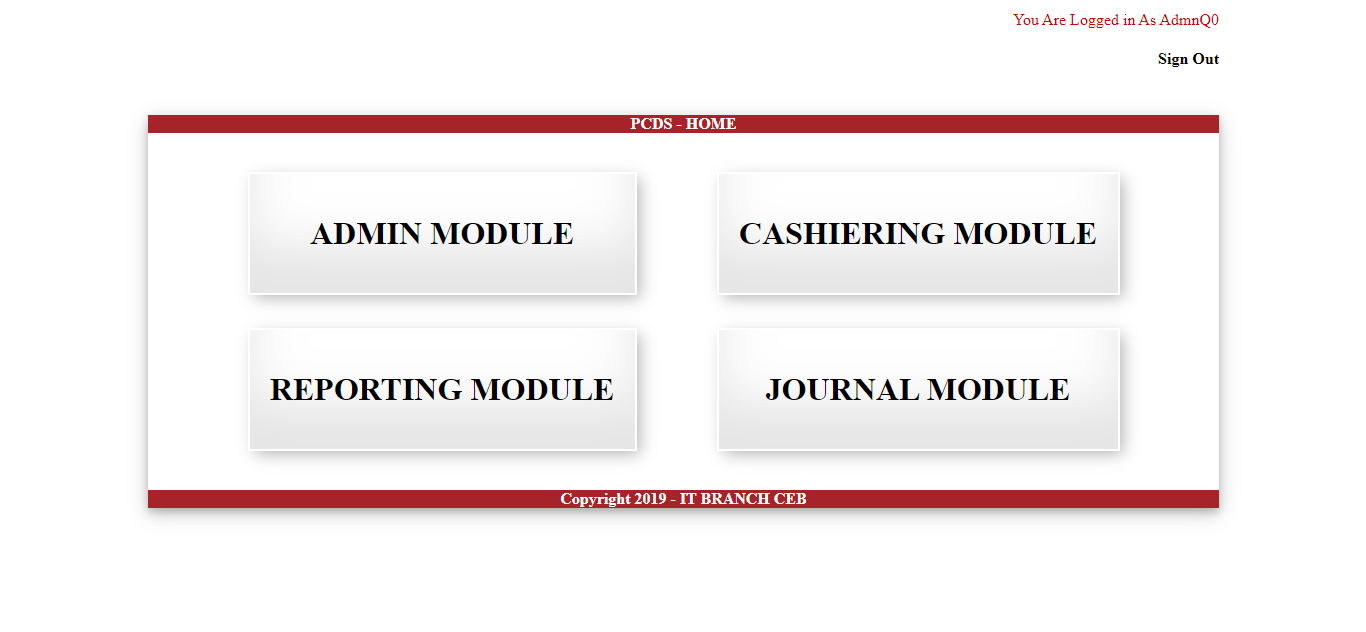 You Are Logged in As AdmnQ0
Sign Out
PCDS - HOME
ADMIN MODULE
CASHIERING MODULE
REPORTING MODULE
JOURNAL MODULE
Copyright 2019 - IT BRANCH CEB